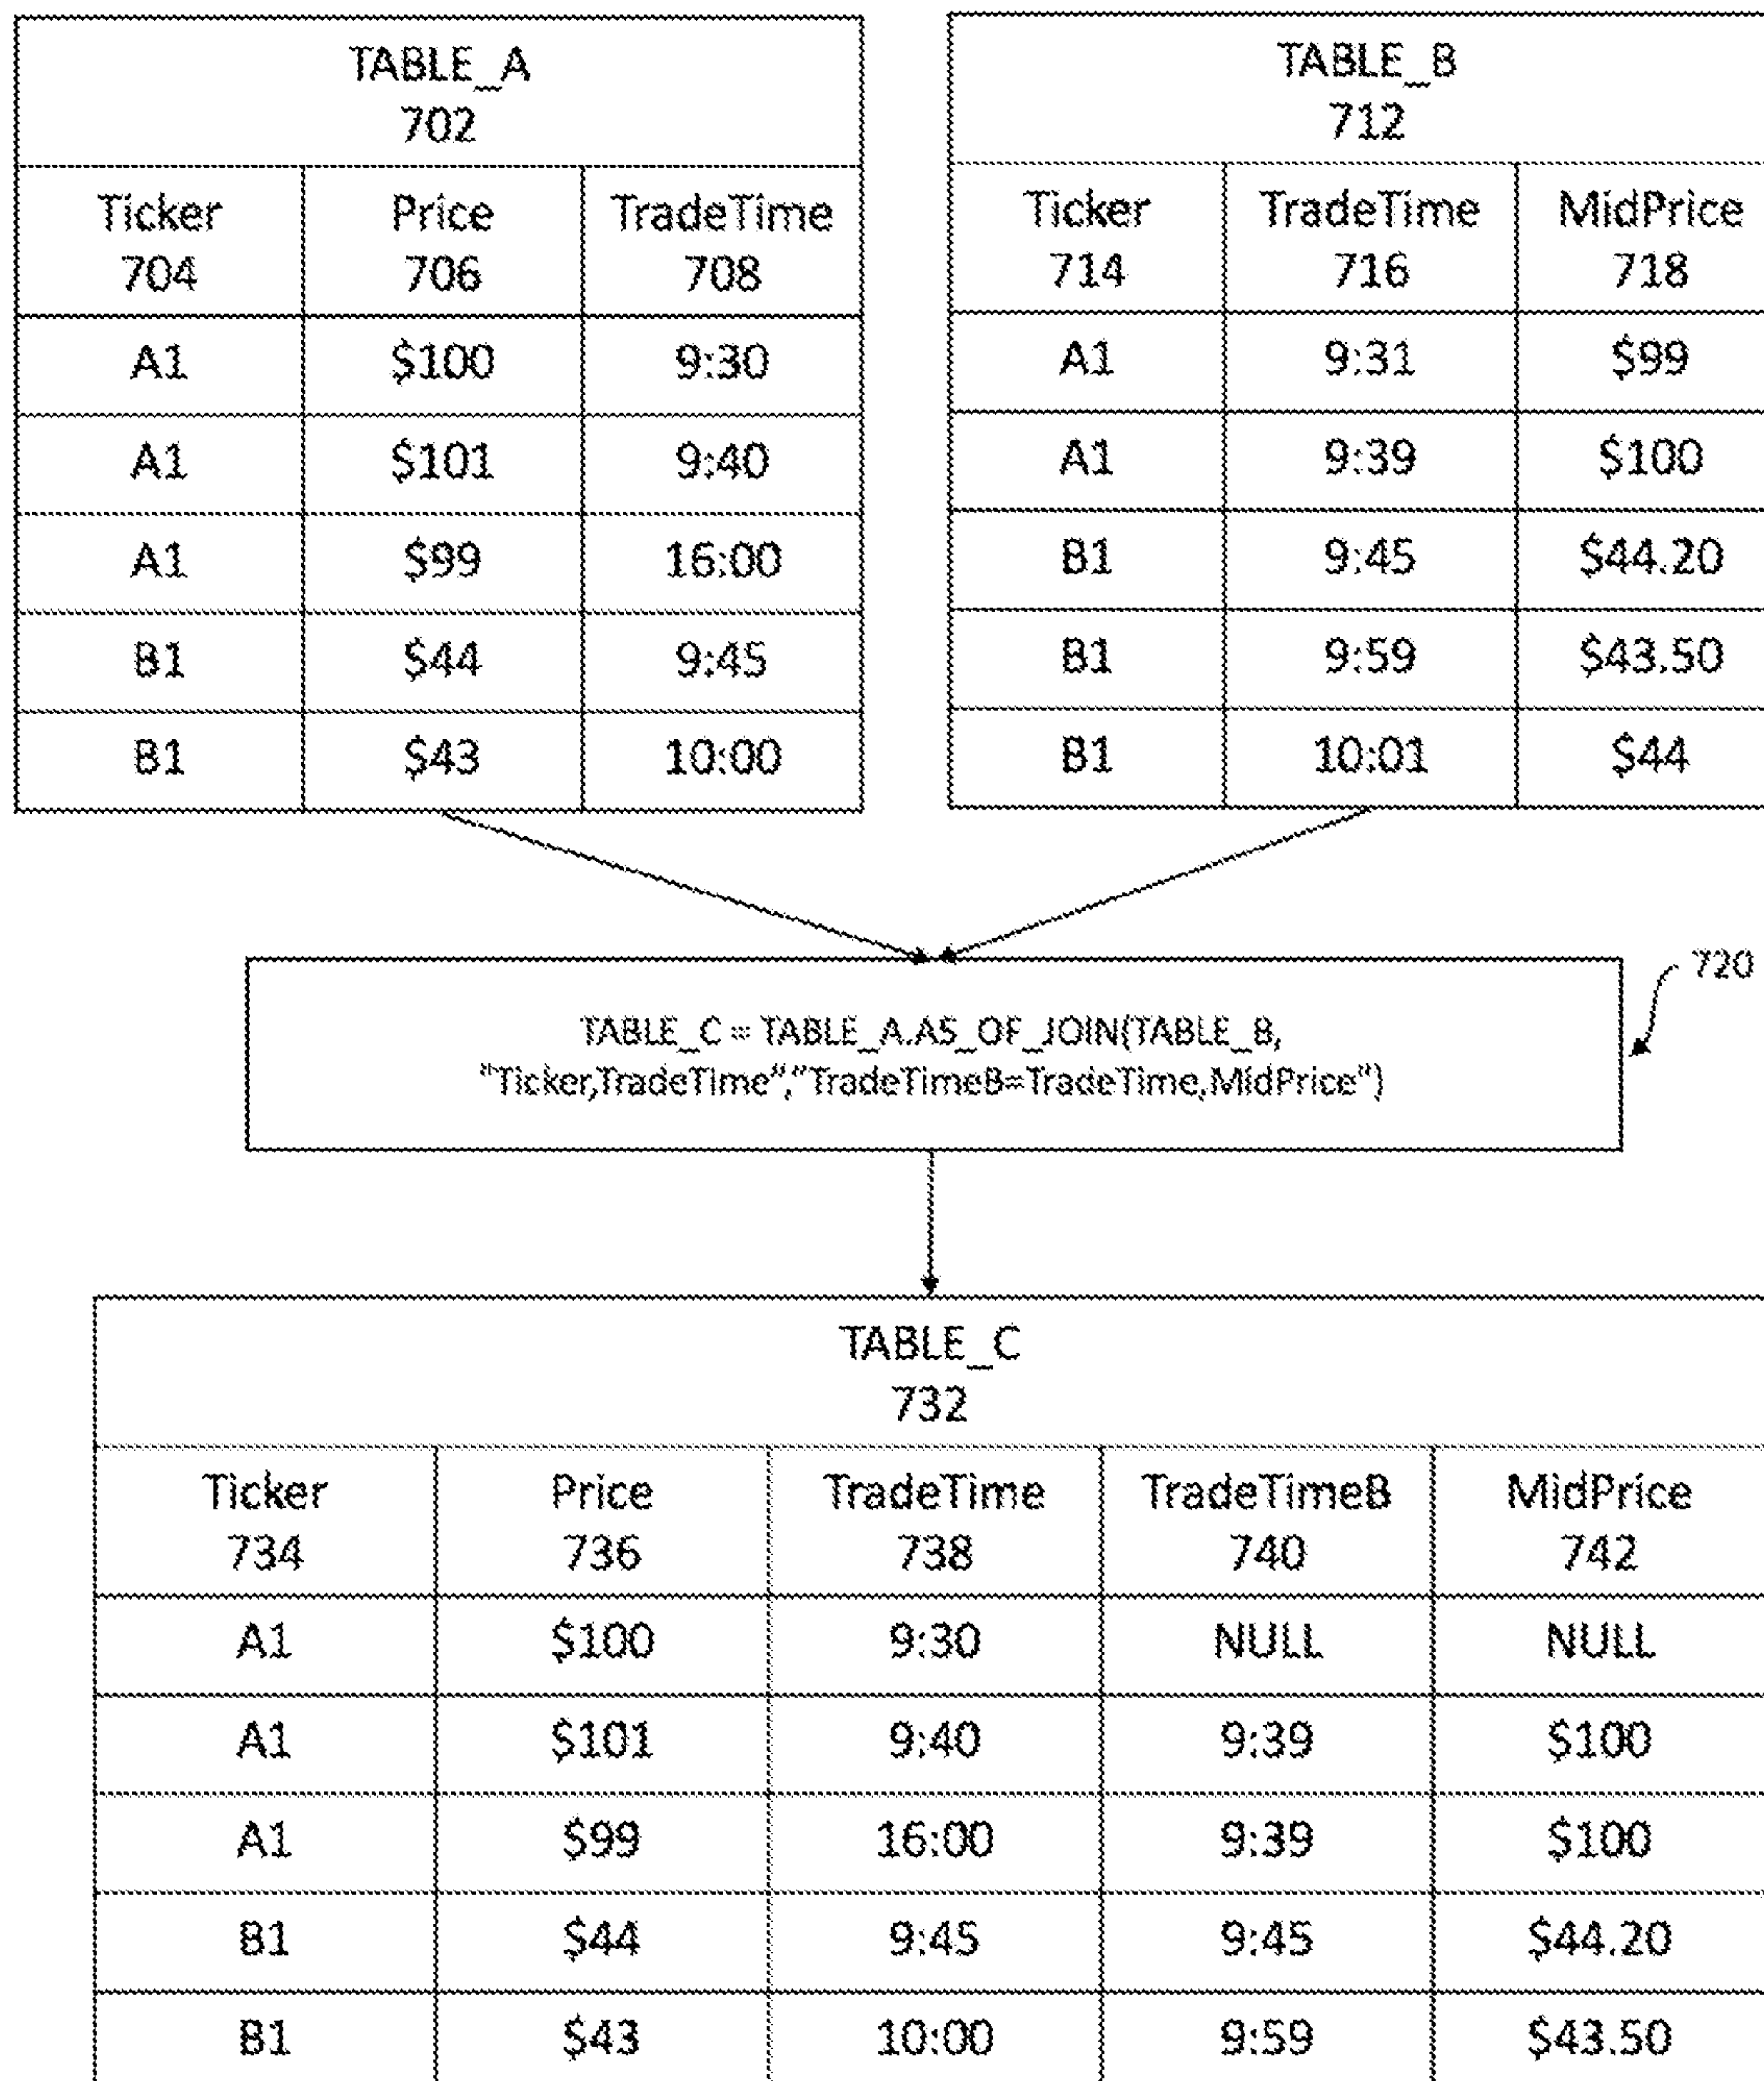 TABLE_A
702
Ticker Price TradeTime
704 706 708
A1 $100 9:30
A1 $101 9:40
A1 $99 16:00
B1 $44 9:45
B1 $43 10:00
TABLE_B
712
Ticker TradeTime MidPrice
714 716 718
A1 9:31 $99
A1 9:39 $100
B1 9:45 $44.20
B1 9:59 $43.50
B1 10:01 $44
720
TABLE_C = TABLE_A.AS_OF_JOIN(TABLE_B,
"Ticker,TradeTime","TradeTimeB=TradeTime,MidPrice")
TABLE_C
732
Ticker Price TradeTime TradeTimeB MidPrice
734 736 738 740 742
A1 $100 9:30 NULL NULL
A1 $101 9:40 9:39 $100
A1 $99 16:00 9:39 $100
B1 $44 9:45 9:45 $44.20
B1 $43 10:00 9:59 $43.50